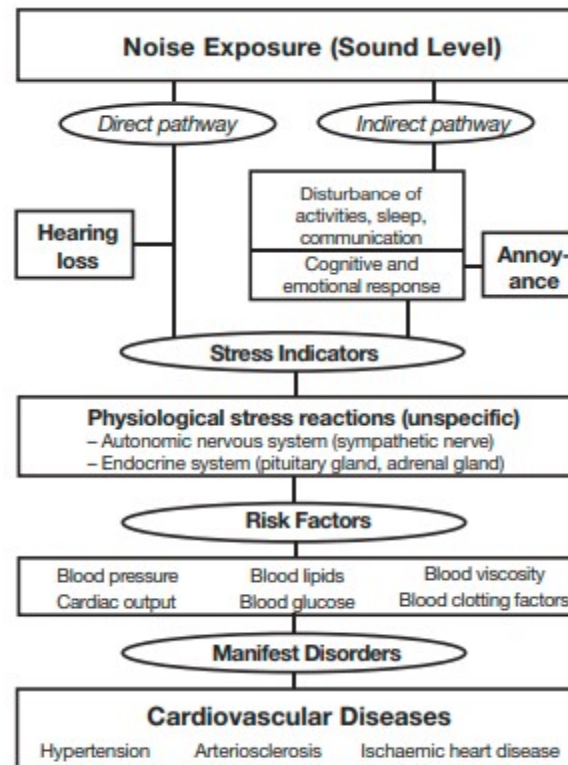 Noise Exposure (Sound Level)
Direct pathway
Indirect pathway
Disturbance of
activities, sleep,
communication
Hearing
loss
Cognitive and
emotional response
Annoy-
ance
Stress Indicators
Physiological stress reactions (unspecific)
– Autonomic nervous system (sympathetic nerve)
– Endocrine system (pituitary gland, adrenal gland)
Risk Factors
Blood pressure Blood lipids Blood viscosity
Cardiac output Blood glucose Blood clotting factors
Manifest Disorders
Cardiovascular Diseases
Hypertension Arteriosclerosis Ischaemic heart disease